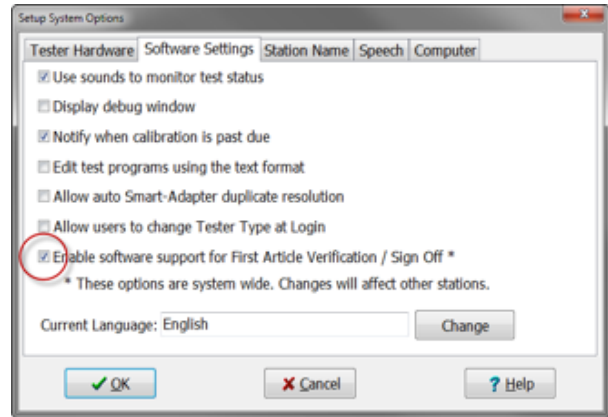 Setup System Options
Tester Hardware Software Settings Station Name Speech Computer
Use sounds to monitor test status
Display debug window
Notify when calibration is past due
Edit test programs using the text format
Allow auto Smart-Adapter duplicate resolution
Allow users to change Tester Type at Login
Enable software support for First Article Verification / Sign Off *
* These options are system wide. Changes will affect other stations.
Current Language: English Change
OK Cancel ? Help